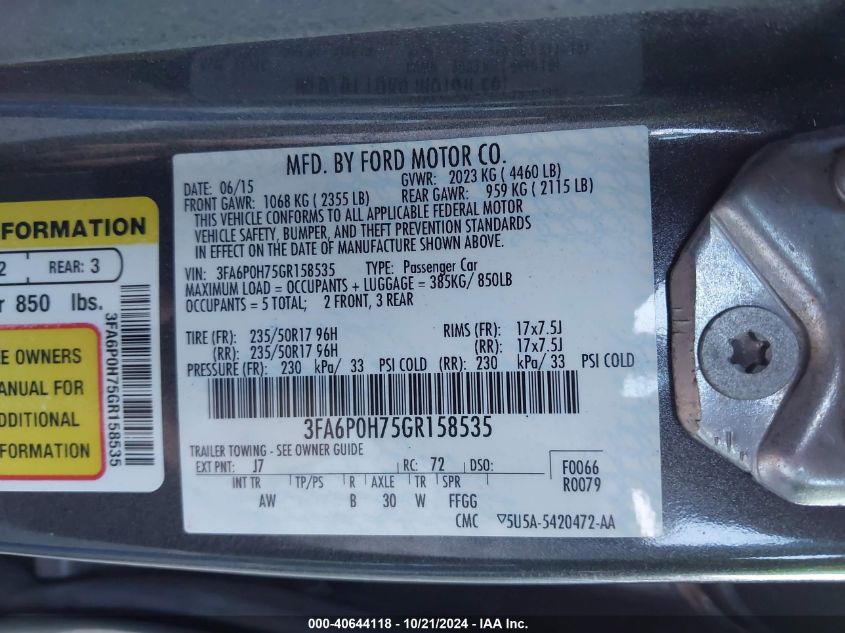 MFD. BY FORD MOTOR CO.
DATE: 06/15 GVWR: 2023 KG ( 4460 LB)
FRONT GAWR: 1068 KG ( 2355 LB) REAR GAWR: 959 KG ( 2115 LB)
THIS VEHICLE CONFORMS TO ALL APPLICABLE FEDERAL MOTOR
VEHICLE SAFETY, BUMPER, AND THEFT PREVENTION STANDARDS
IN EFFECT ON THE DATE OF MANUFACTURE SHOWN ABOVE.
VIN: 3FA6P0H75GR158535 TYPE: Passenger Car
MAXIMUM LOAD = OCCUPANTS + LUGGAGE = 385KG/ 850LB
OCCUPANTS = 5 TOTAL; 2 FRONT, 3 REAR
TIRE (FR): 235/50R17 96H RIMS (FR): 17x7.5J
(RR): 235/50R17 96H (RR): 17x7.5J
PRESSURE (FR): 230 kPa/ 33 PSI COLD (RR): 230 kPa/ 33 PSI COLD
3FA6P0H75GR158535
TRAILER TOWING - SEE OWNER GUIDE
EXT PNT: J7 RC: 72 DSO: F0066
R0079
INT TR TP/PS R AXLE TR SPR
AW B 30 W FFGG
CMC 5U5A-5420472-AA
FORMATION
2 REAR: 3
r 850 lbs.
E OWNERS
ANUAL FOR
DDITIONAL
FORMATION
3FA6P0H75GR158535
000-40644118 - 10/21/2024 - IAA Inc.